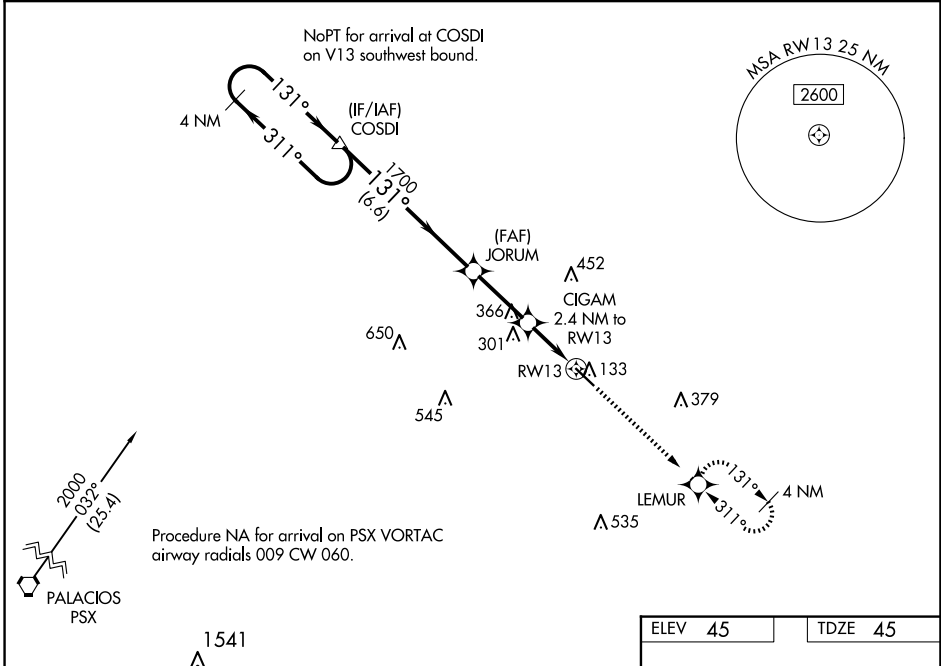 NoPT for arrival at COSDI
on V13 southwest bound.
MSA RW13 25 NM
2600
131°
4 NM
311°
(IF/IAF)
COSDI
1700
131°
(6.6)
(FAF)
JORUM
452
CIGAM
2.4 NM to
RW13
366
301
650
RW13
133
545
379
131°
4 NM
LEMUR
311°
535
2000
032°
(25.4)
Procedure NA for arrival on PSX VORTAC
airway radials 009 CW 060.
PALACIOS
PSX
1541
ELEV 45
TDZE 45